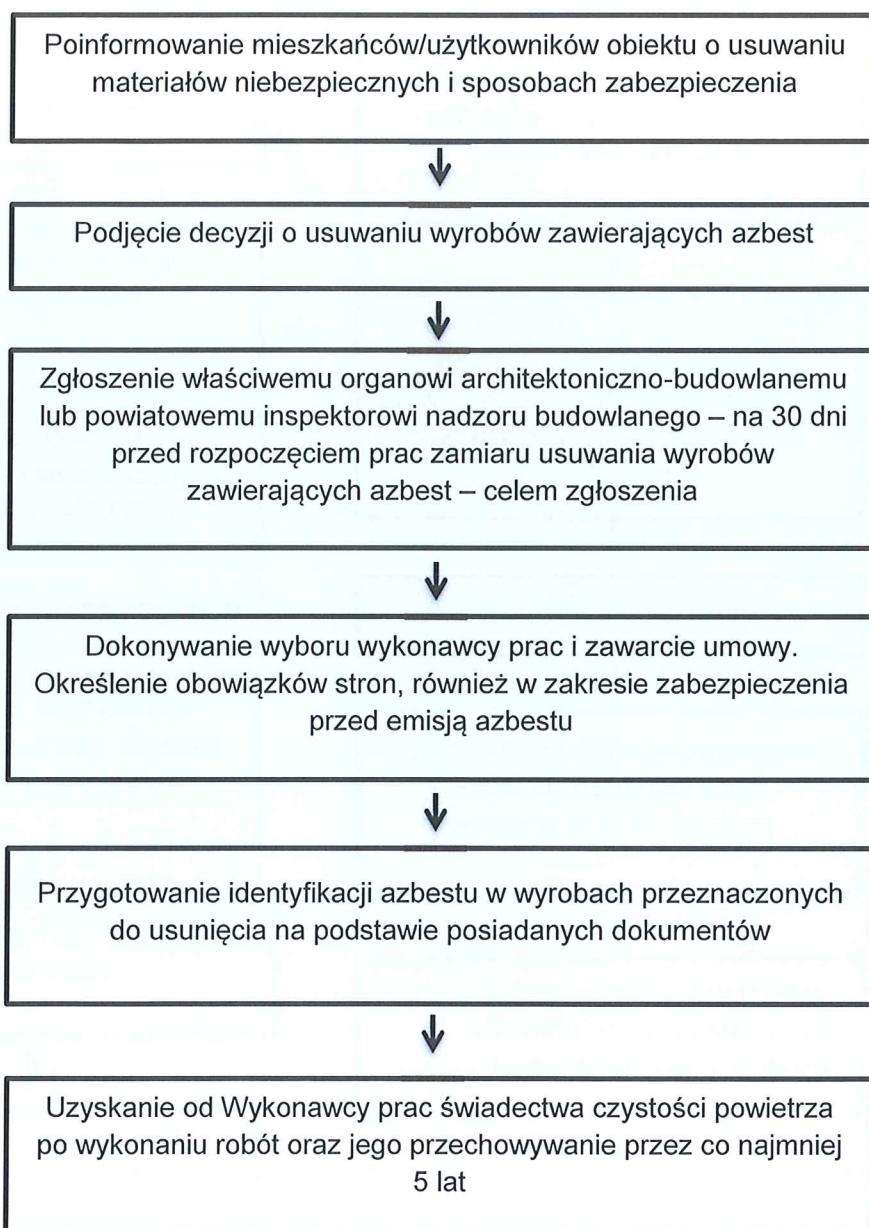 Poinformowanie mieszkańców/użytkowników obiektu o usuwaniu
materiałów niebezpiecznych i sposobach zabezpieczenia
Podjęcie decyzji o usuwaniu wyrobów zawierających azbest
Zgłoszenie właściwemu organowi architektoniczno-budowlanemu
lub powiatowemu inspektorowi nadzoru budowlanego – na 30 dni
przed rozpoczęciem prac zamiaru usuwania wyrobów
zawierających azbest – celem zgłoszenia
Dokonywanie wyboru wykonawcy prac i zawarcie umowy.
Określenie obowiązków stron, również w zakresie zabezpieczenia
przed emisją azbestu
Przygotowanie identyfikacji azbestu w wyrobach przeznaczonych
do usunięcia na podstawie posiadanych dokumentów
Uzyskanie od Wykonawcy prac świadectwa czystości powietrza
po wykonaniu robót oraz jego przechowywanie przez co najmniej
5 lat